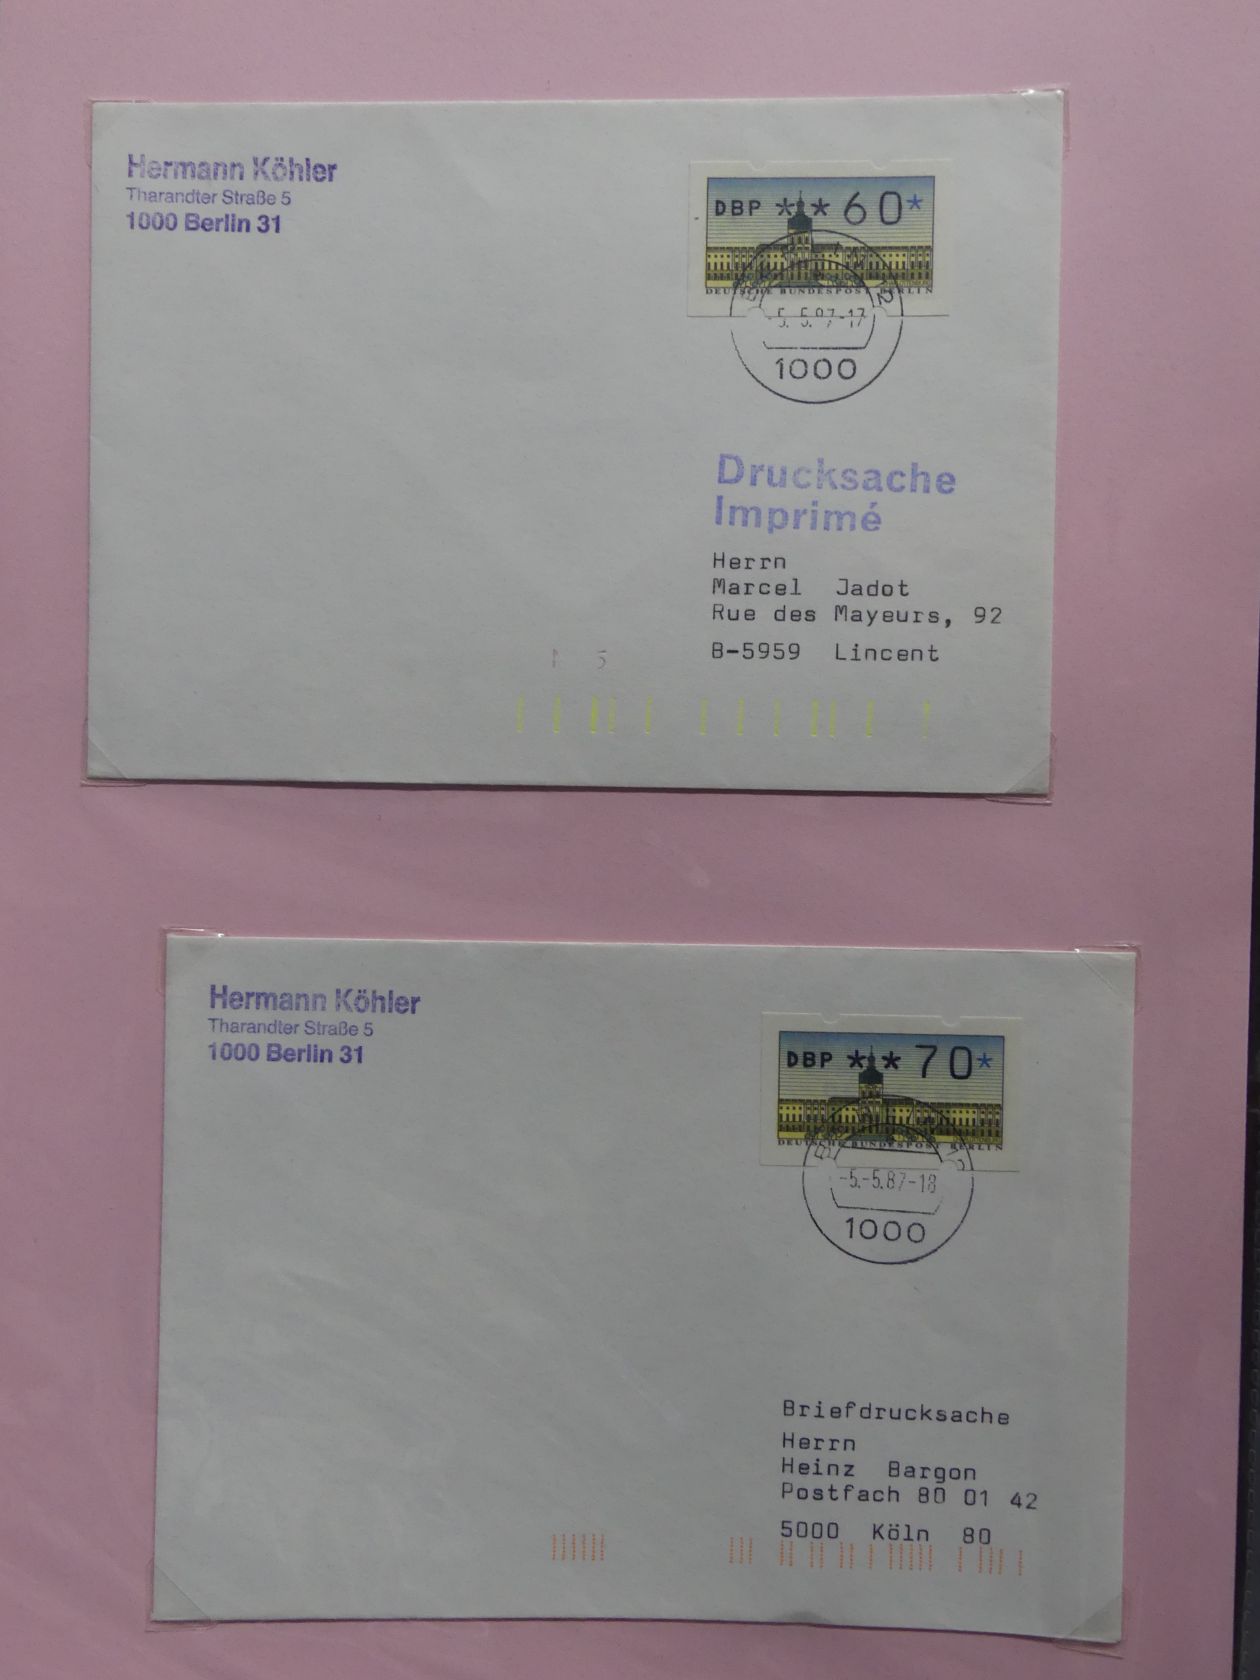 Hermann Köhler
Tharandter Straße 5
1000 Berlin 31
DBP **60*
DEUTSCHE BUNDESPOST BERLIN
-5. 5.87-17
1000
Drucksache
Imprimé
Herrn
Marcel Jadot
Rue des Mayeurs, 92
B-5959 Lincent
Hermann Köhler
Tharandter Straße 5
1000 Berlin 31
DBP **70*
DEUTSCHE BUNDESPOST BERLIN
-5.-5.87-18
1000
Briefdrucksache
Herrn
Heinz Bargon
Postfach 80 01 42
5000 Köln 80